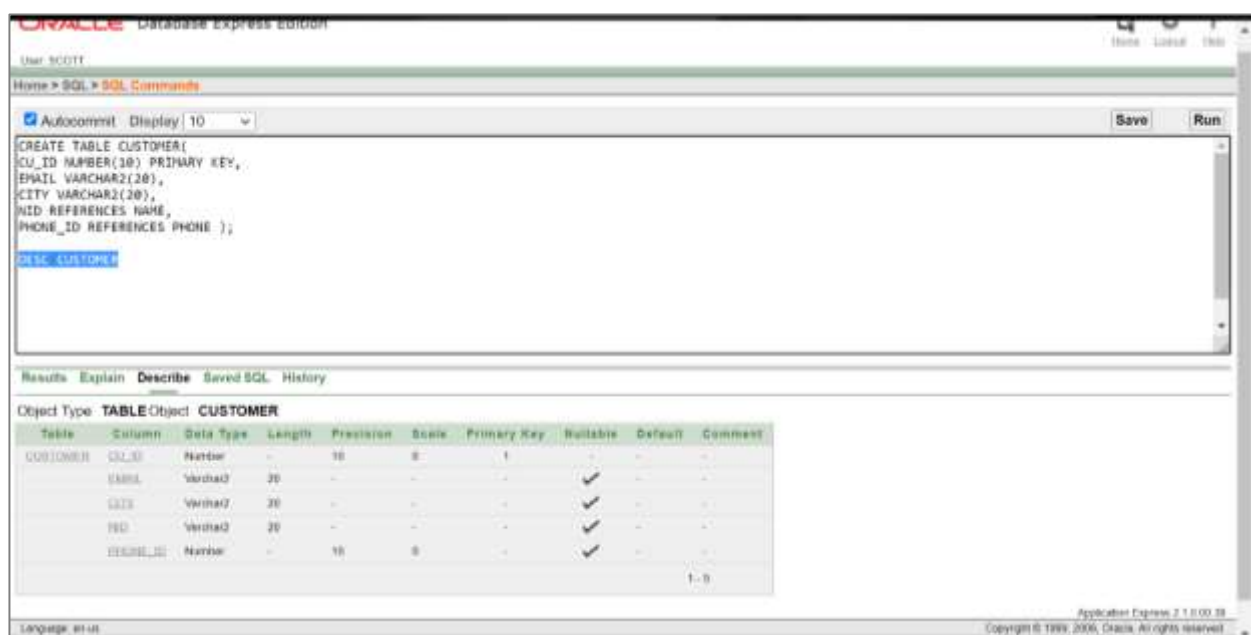 ORACLE Database Express Edition
Home Logout Help
User: SCOTT
Home > SQL > SQL Commands
Autocommit Display 10 Save Run
CREATE TABLE CUSTOMER(
CU_ID NUMBER(10) PRIMARY KEY,
EMAIL VARCHAR2(20),
CITY VARCHAR2(20),
NID REFERENCES NAME,
PHONE_ID REFERENCES PHONE );
DESC CUSTOMER
Results Explain Describe Saved SQL History
Object Type TABLE Object CUSTOMER
Table Column Data Type Length Precision Scale Primary Key Nullable Default Comment
CUSTOMER CU_ID Number - 10 0 1 - - -
EMAIL Varchar2 20 - - - - -
CITY Varchar2 20 - - - - -
NID Varchar2 20 - - - - -
PHONE_ID Number - 10 0 - - -
1 - 5
Application Express 2.1.0.00.39
Language: en-us Copyright © 1999, 2006, Oracle. All rights reserved.